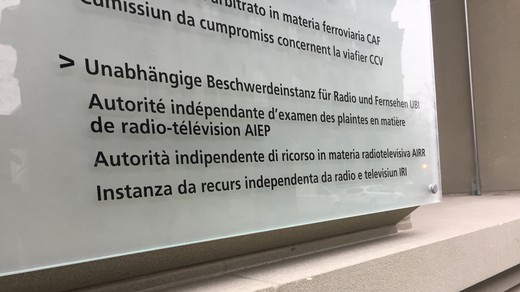 arbitrato in materia ferroviaria CAF
Cumissiun da cumpromiss concernent la viafier CCV
> Unabhängige Beschwerdeinstanz für Radio und Fernsehen UBI
Autorité indépendante d'examen des plaintes en matière
de radio-télévision AIEP
Autorità indipendente di ricorso in materia radiotelevisiva AIRR
Instanza da recurs independenta da radio e televisiun IRI